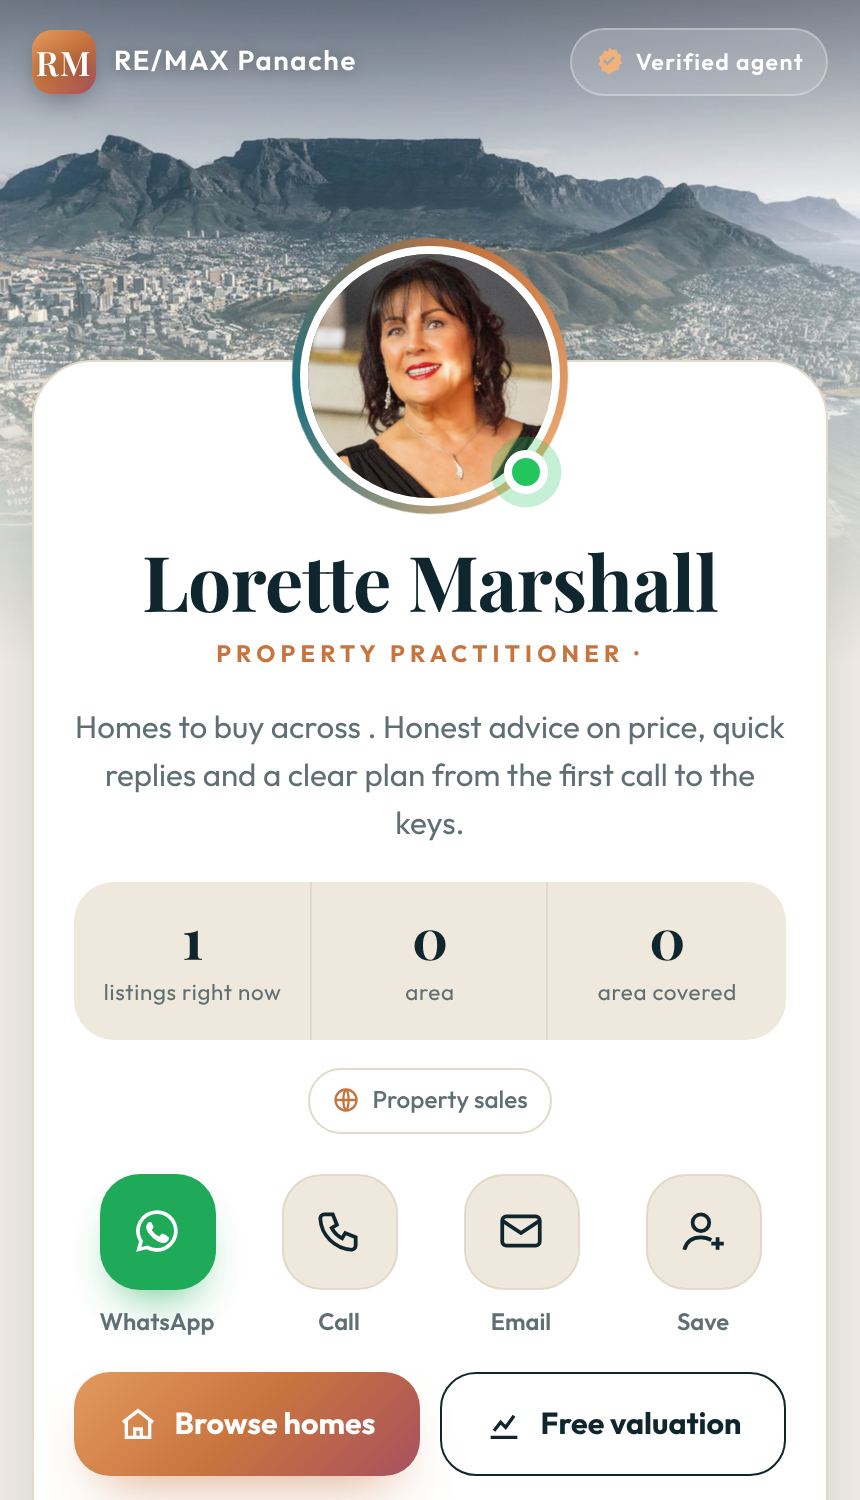 RM RE/MAX Panache
Verified agent
Lorette Marshall
PROPERTY PRACTITIONER ·
Homes to buy across . Honest advice on price, quick
replies and a clear plan from the first call to the
keys.
1
listings right now
0
area
0
area covered
Property sales
WhatsApp
Call
Email
Save
Browse homes
Free valuation